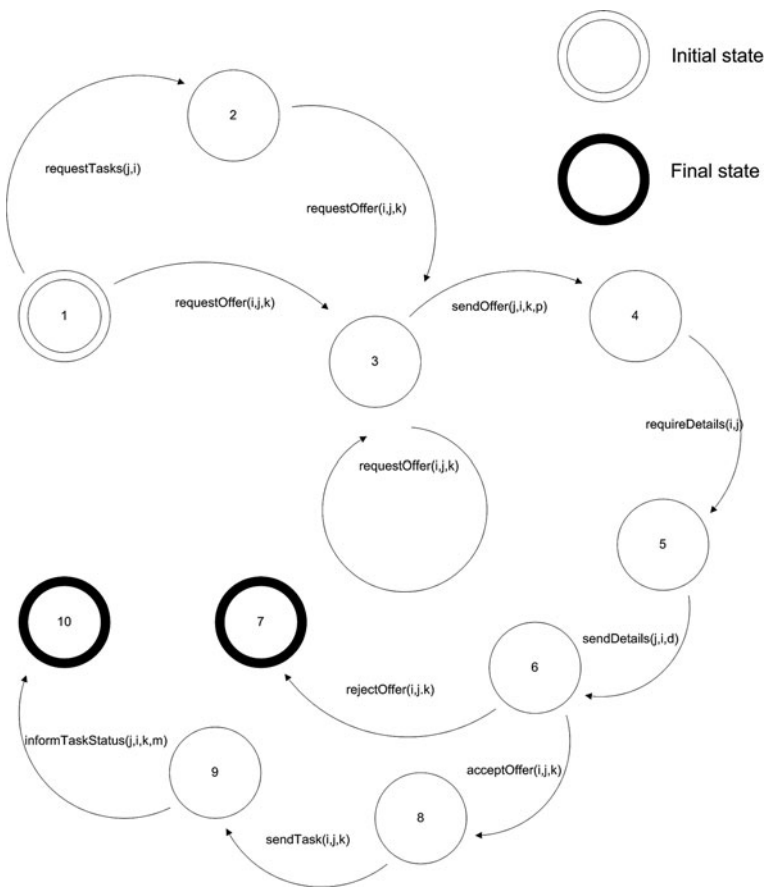 Initial state
2
requestTasks(j,i)
Final state
requestOffer(i,j,k)
requestOffer(i,j,k)
sendOffer(j,i,k,p)
1
4
3
requireDetails(i,j)
requestOffer(i,j,k)
5
10
7
sendDetails(j,i,d)
6
rejectOffer(i,j.k)
informTaskStatus(j,i,k,m)
acceptOffer(i,j,k)
9
8
sendTask(i,j,k)